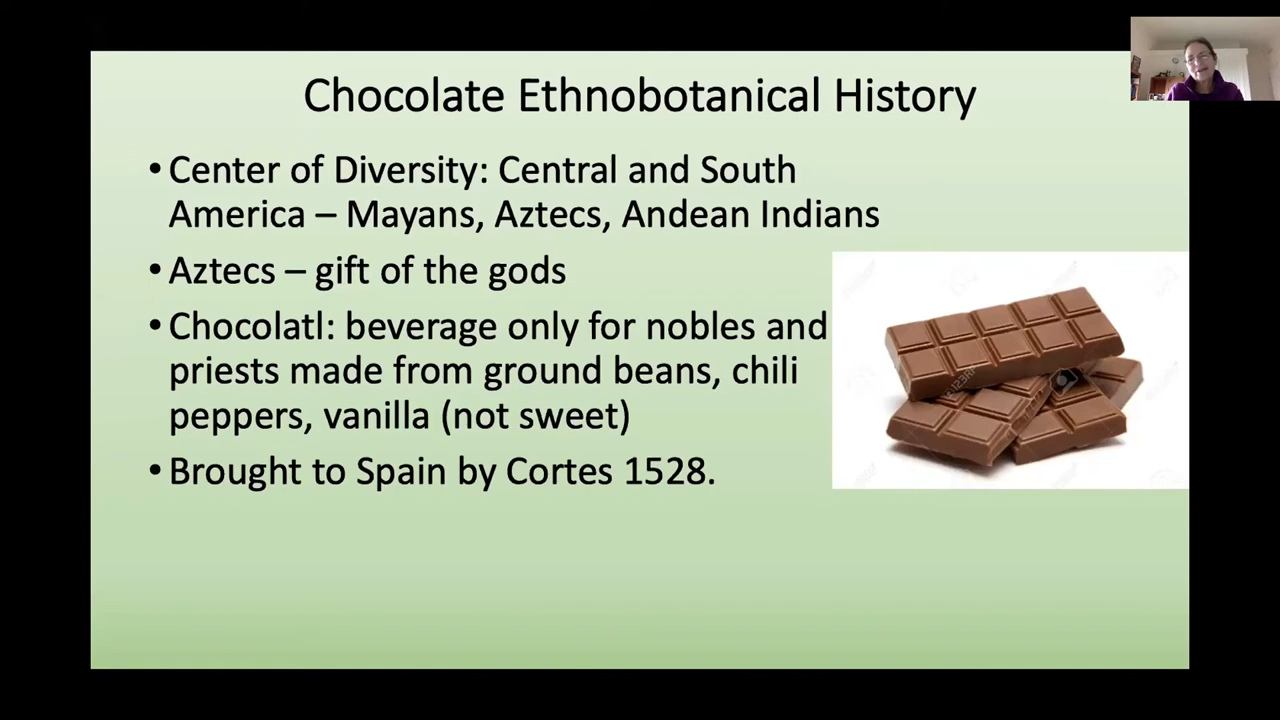 Chocolate Ethnobotanical History
• Center of Diversity: Central and South
America – Mayans, Aztecs, Andean Indians
• Aztecs – gift of the gods
• Chocolatl: beverage only for nobles and
priests made from ground beans, chili
peppers, vanilla (not sweet)
• Brought to Spain by Cortes 1528.